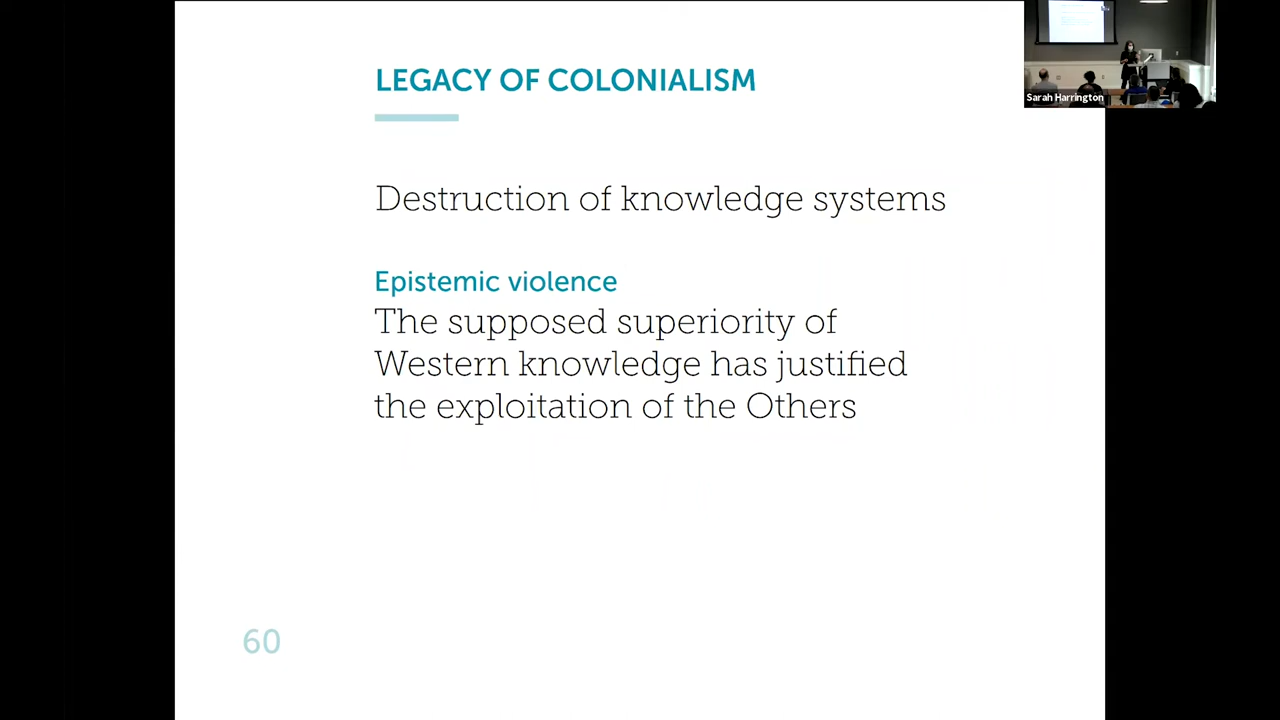 LEGACY OF COLONIALISM
Sarah Harrington
Destruction of knowledge systems
Epistemic violence
The supposed superiority of
Western knowledge has justified
the exploitation of the Others
60